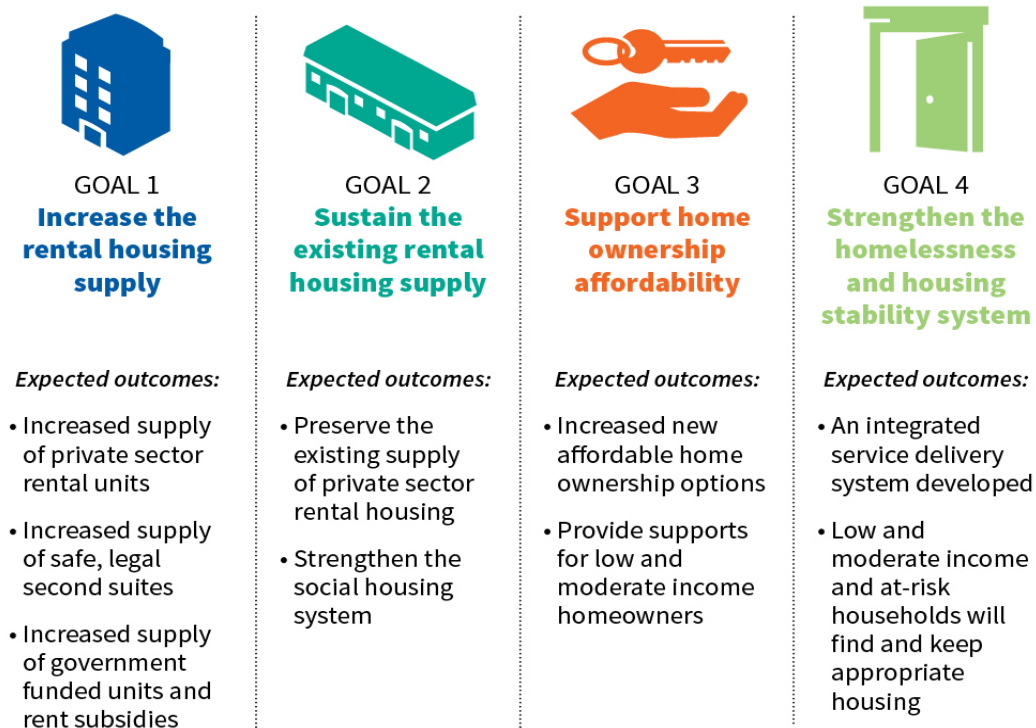 GOAL 1
Increase the
rental housing
supply
Expected outcomes:
• Increased supply
of private sector
rental units
• Increased supply
of safe, legal
second suites
• Increased supply
of government
funded units and
rent subsidies
GOAL 2
Sustain the
existing rental
housing supply
Expected outcomes:
• Preserve the
existing supply
of private sector
rental housing
• Strengthen the
social housing
system
GOAL 3
Support home
ownership
affordability
Expected outcomes:
• Increased new
affordable home
ownership options
• Provide supports
for low and
moderate income
homeowners
GOAL 4
Strengthen the
homelessness
and housing
stability system
Expected outcomes:
• An integrated
service delivery
system developed
• Low and
moderate income
and at-risk
households will
find and keep
appropriate
housing